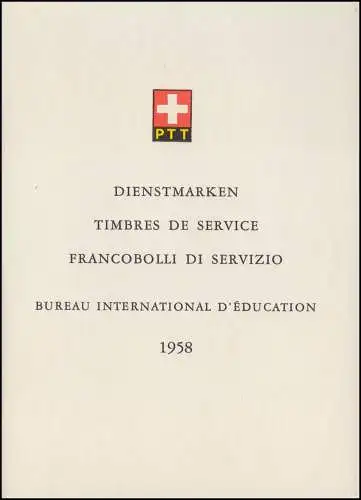 PTT
DIENSTMARKEN
TIMBRES DE SERVICE
FRANCOBOLLI DI SERVIZIO
BUREAU INTERNATIONAL D'ÉDUCATION
1958